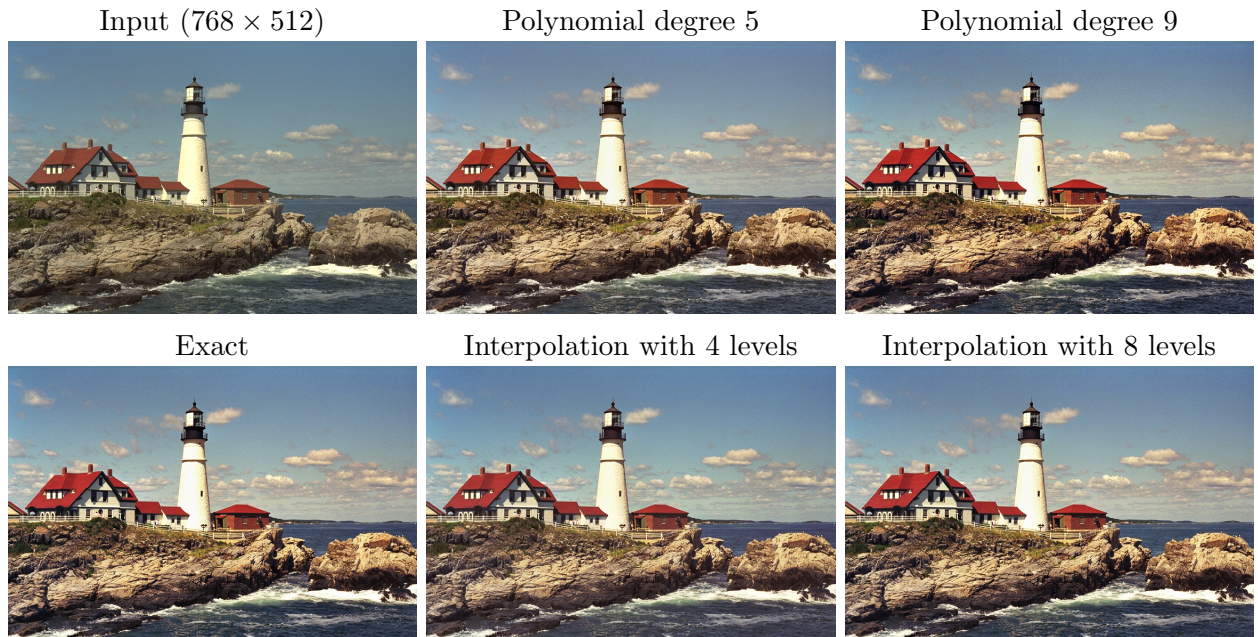 Input (768 × 512)
Polynomial degree 5
Polynomial degree 9
Exact
Interpolation with 4 levels
Interpolation with 8 levels